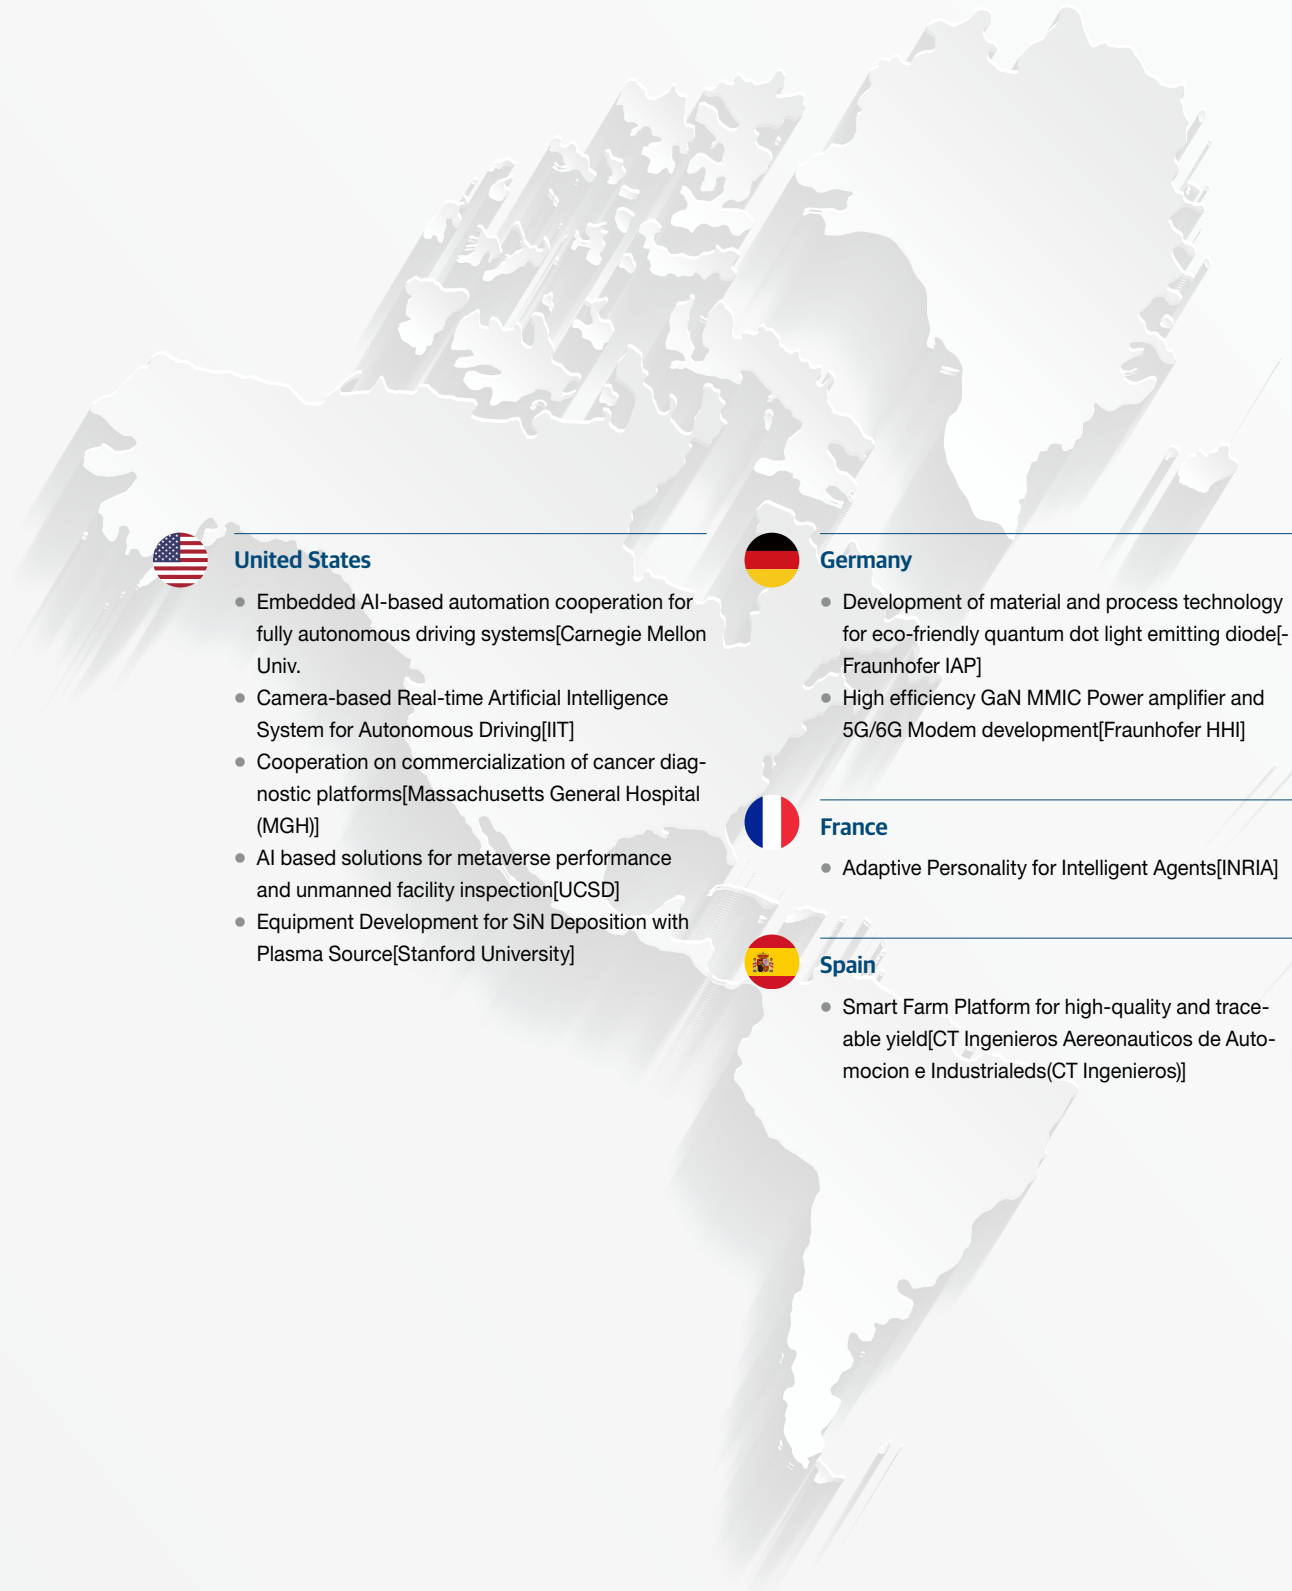 United States
Embedded AI-based automation cooperation for
fully autonomous driving systems[Carnegie Mellon
Univ.
Camera-based Real-time Artificial Intelligence
System for Autonomous Driving[IIT]
Cooperation on commercialization of cancer diag-
nostic platforms[Massachusetts General Hospital
(MGH)]
AI based solutions for metaverse performance
and unmanned facility inspection[UCSD]
Equipment Development for SiN Deposition with
Plasma Source[Stanford University]
Germany
Development of material and process technology
for eco-friendly quantum dot light emitting diode[-
Fraunhofer IAP]
High efficiency GaN MMIC Power amplifier and
5G/6G Modem development[Fraunhofer HHI]
France
Adaptive Personality for Intelligent Agents[INRIA]
Spain
Smart Farm Platform for high-quality and trace-
able yield[CT Ingenieros Aereonauticos de Auto-
mocion e Industrialeds(CT Ingenieros)]